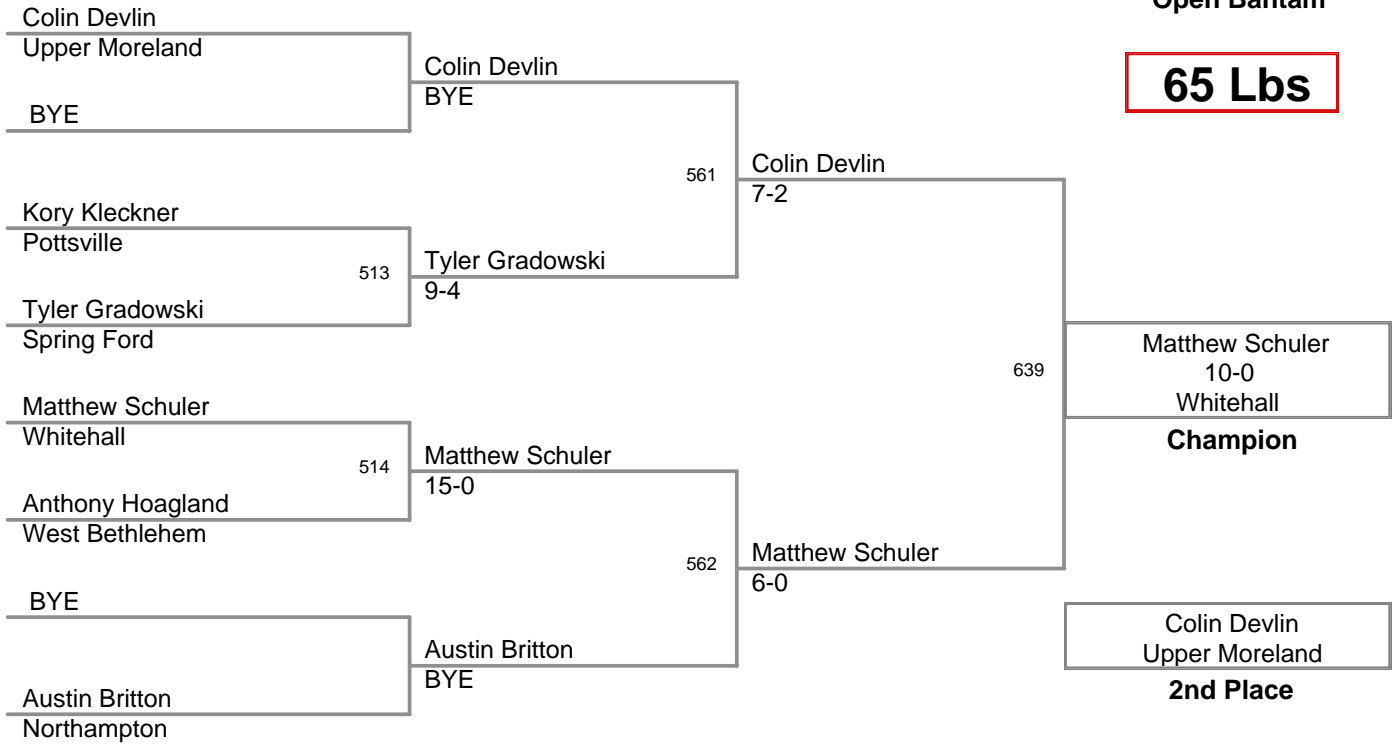 Open Bantam
65 Lbs
Colin Devlin
Upper Moreland
BYE
Kory Kleckner
Pottsville
513
Tyler Gradowski
Spring Ford
Matthew Schuler
Whitehall
514
Anthony Hoagland
West Bethlehem
BYE
Austin Britton
Northampton
Colin Devlin
BYE
561
Tyler Gradowski
9-4
Matthew Schuler
15-0
562
Austin Britton
BYE
Colin Devlin
7-2
639
Matthew Schuler
6-0
Matthew Schuler
10-0
Whitehall
Champion
Colin Devlin
Upper Moreland
2nd Place